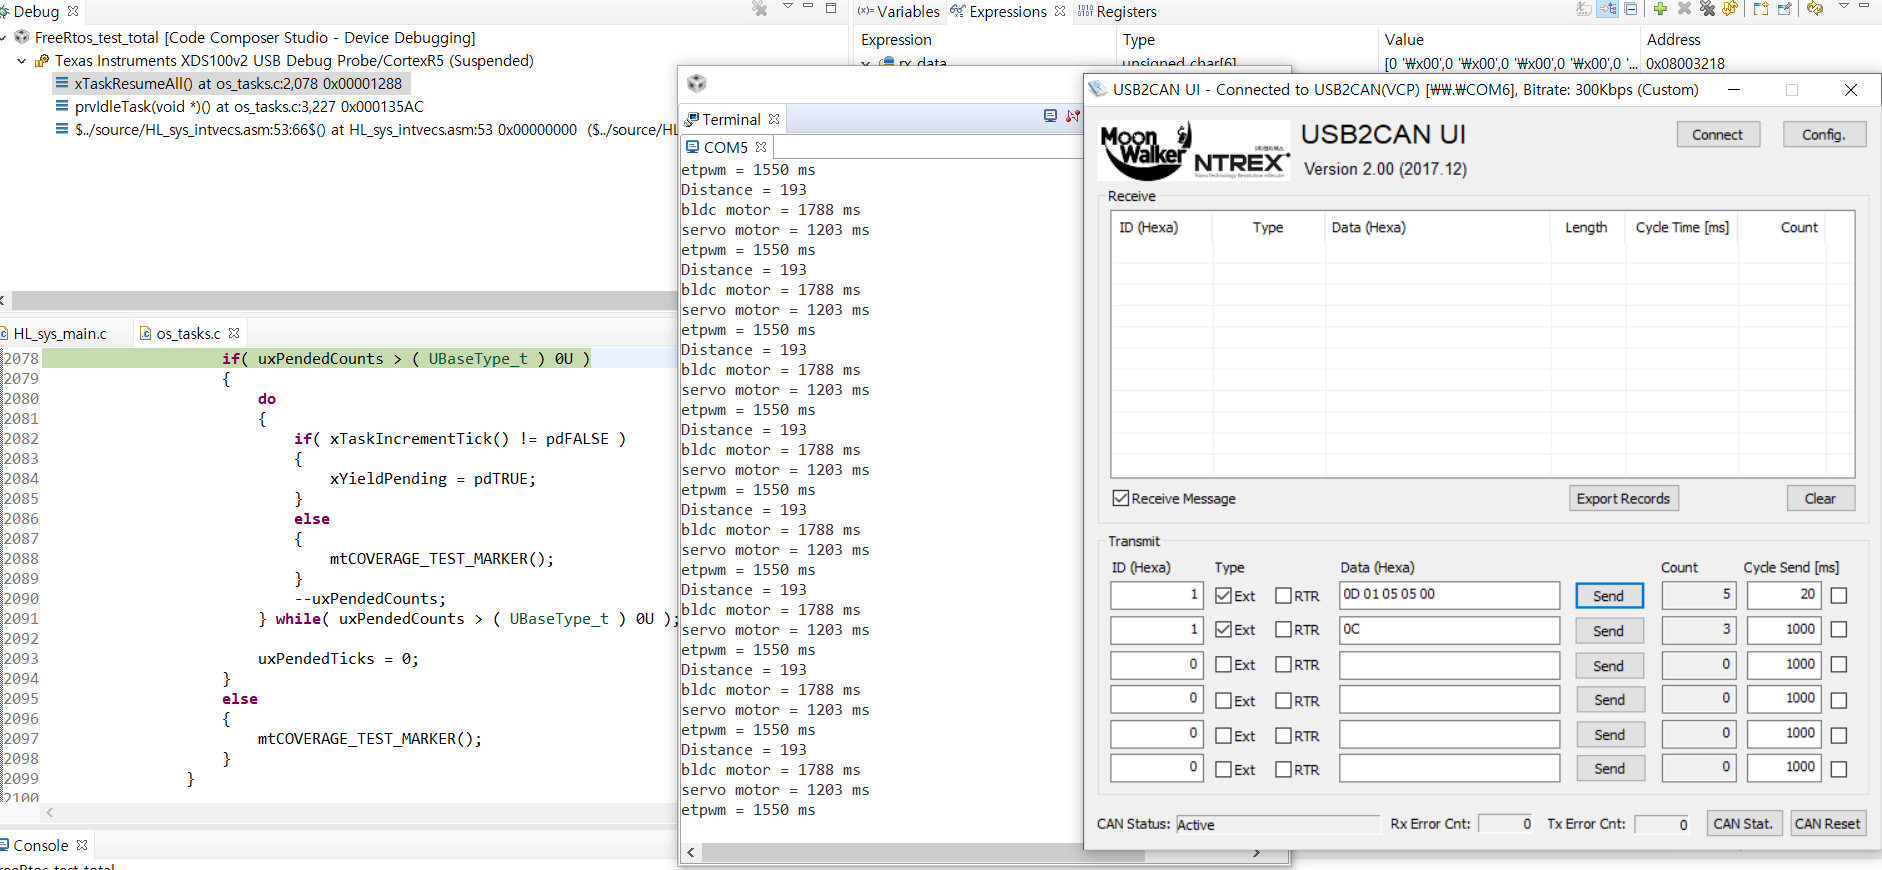 Debug
FreeRtos_test_total [Code Composer Studio - Device Debugging]
Texas Instruments XDS100v2 USB Debug Probe/CortexR5 (Suspended)
xTaskResumeAll() at os_tasks.c:2,078 0x00001288
prvIdleTask(void *)() at os_tasks.c:3,227 0x000135AC
$../source/HL_sys_intvecs.asm:53:66$() at HL_sys_intvecs.asm:53 0x00000000 ($../source/HL
(x)= Variables
Expressions
1010 0101 Registers
Expression Type Value Address
rx_data unsigned char[6] [0 '₩x00',0 '₩x00',0 '₩x00',0 '₩x00',0 '₩x00',0 '... 0x08003218
HL_sys_main.c
os_tasks.c
2078 if( uxPendedCounts > ( UBaseType_t ) 0U )
2079 {
2080 do
2081 {
2082 if( xTaskIncrementTick() != pdFALSE )
2083 {
2084 xYieldPending = pdTRUE;
2085 }
2086 else
2087 {
2088 mtCOVERAGE_TEST_MARKER();
2089 }
2090 --uxPendedCounts;
2091 } while( uxPendedCounts > ( UBaseType_t ) 0U );
2092
2093 uxPendedTicks = 0;
2094 }
2095 else
2096 {
2097 mtCOVERAGE_TEST_MARKER();
2098 }
2099 }
2100
Console
reeRtos_test_total
Terminal
COM5
etpwm = 1550 ms
Distance = 193
bldc motor = 1788 ms
servo motor = 1203 ms
etpwm = 1550 ms
Distance = 193
bldc motor = 1788 ms
servo motor = 1203 ms
etpwm = 1550 ms
Distance = 193
bldc motor = 1788 ms
servo motor = 1203 ms
etpwm = 1550 ms
Distance = 193
bldc motor = 1788 ms
servo motor = 1203 ms
etpwm = 1550 ms
Distance = 193
bldc motor = 1788 ms
servo motor = 1203 ms
etpwm = 1550 ms
Distance = 193
bldc motor = 1788 ms
servo motor = 1203 ms
etpwm = 1550 ms
Distance = 193
bldc motor = 1788 ms
servo motor = 1203 ms
etpwm = 1550 ms
Distance = 193
bldc motor = 1788 ms
servo motor = 1203 ms
etpwm = 1550 ms
USB2CAN UI - Connected to USB2CAN(VCP) [₩₩.₩COM6], Bitrate: 300Kbps (Custom)
Moon Walker
NTREX
USB2CAN UI
Version 2.00 (2017.12)
Connect Config.
Receive
ID (Hexa) Type Data (Hexa) Length Cycle Time [ms] Count
Receive Message Export Records Clear
Transmit
ID (Hexa) Type Data (Hexa) Count Cycle Send [ms]
1 Ext RTR 0D 01 05 05 00 Send 5 20
1 Ext RTR 0C Send 3 1000
0 Ext RTR Send 0 1000
0 Ext RTR Send 0 1000
0 Ext RTR Send 0 1000
0 Ext RTR Send 0 1000
CAN Status: Active Rx Error Cnt: 0 Tx Error Cnt: 0 CAN Stat. CAN Reset